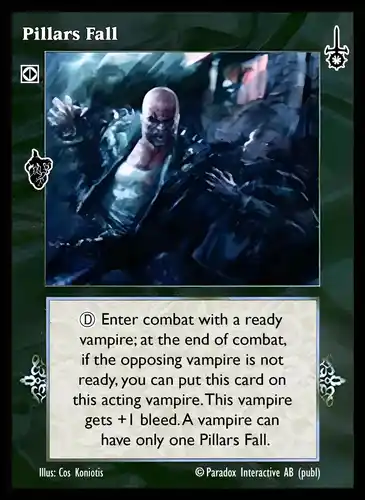 Pillars Fall
Ⓓ Enter combat with a ready
vampire; at the end of combat,
if the opposing vampire is not
ready, you can put this card on
this acting vampire. This vampire
gets +1 bleed. A vampire can
have only one Pillars Fall.
Illus: Cos Koniotis © Paradox Interactive AB (publ)